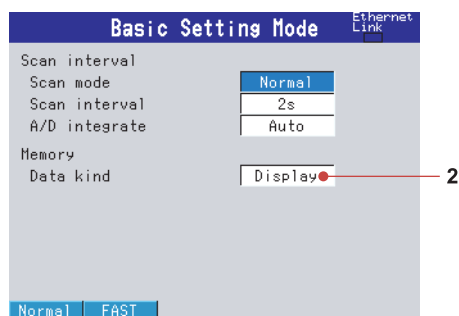 Basic Setting Mode
Ethernet
Link
Scan interval
Scan mode Normal
Scan interval 2s
A/D integrate Auto
Memory
Data kind Display 2
Normal FAST